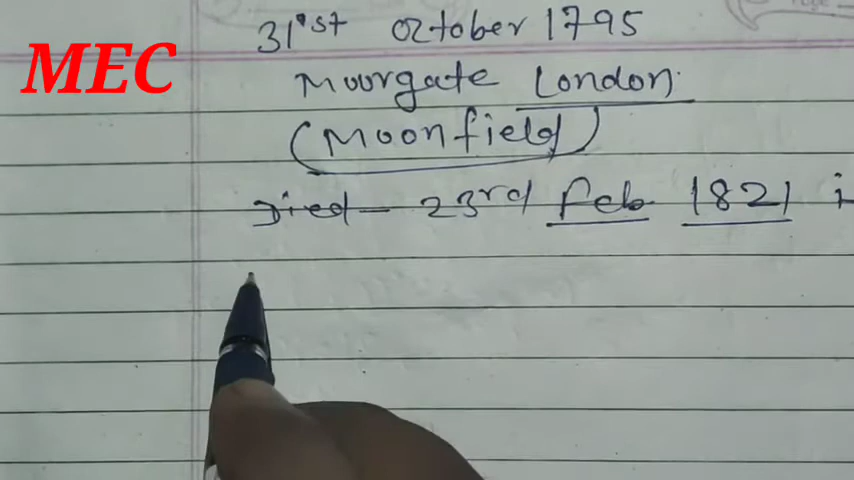 31st October 1795
MEC
Moorgate London.
(Moonfield)
Died - 23rd Feb 1821 i